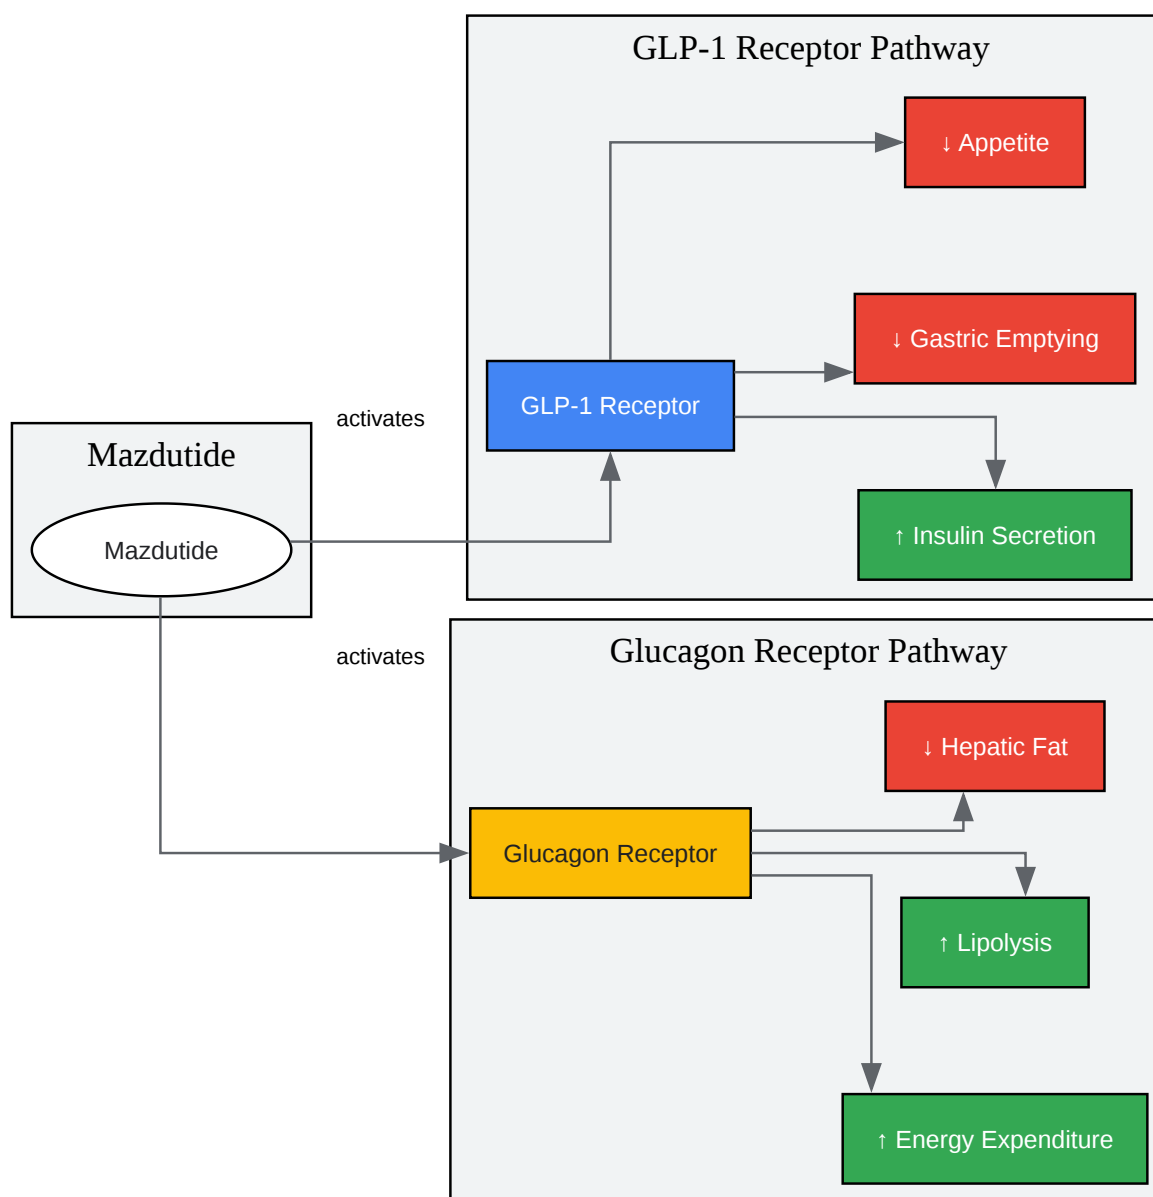 GLP-1 Receptor Pathway
↓ Appetite
↓ Gastric Emptying
GLP-1 Receptor
activates
Mazdutide
Mazdutide
↑ Insulin Secretion
activates
Glucagon Receptor Pathway
↓ Hepatic Fat
Glucagon Receptor
↑ Lipolysis
↑ Energy Expenditure